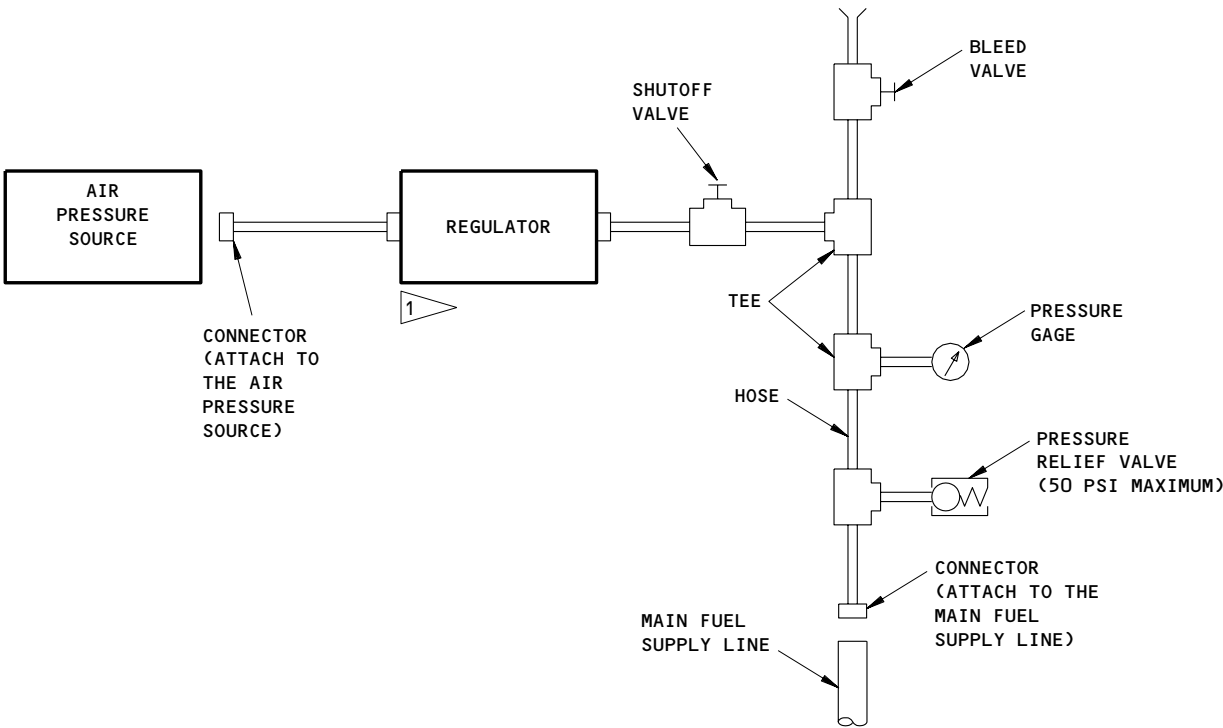 BLEED
VALVE
SHUTOFF
VALVE
AIR
PRESSURE
SOURCE
REGULATOR
1
TEE
CONNECTOR
(ATTACH TO
THE AIR
PRESSURE
SOURCE)
PRESSURE
GAGE
HOSE
PRESSURE
RELIEF VALVE
(50 PSI MAXIMUM)
CONNECTOR
(ATTACH TO THE
MAIN FUEL
SUPPLY LINE)
MAIN FUEL
SUPPLY LINE